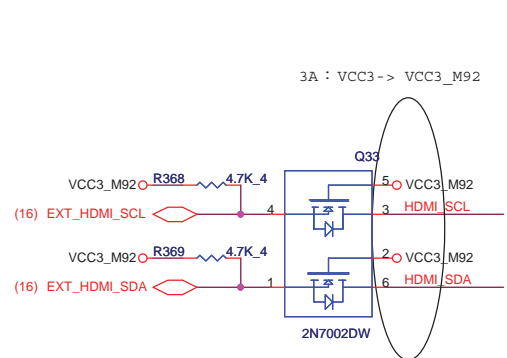 3A : VCC3-> VCC3_M92
Q33
VCC3_M92 R368 4.7K_4 5 VCC3_M92
(16) EXT_HDMI_SCL 4 3 HDMI_SCL
VCC3_M92 R369 4.7K_4 2 VCC3_M92
(16) EXT_HDMI_SDA 1 6 HDMI_SDA
2N7002DW